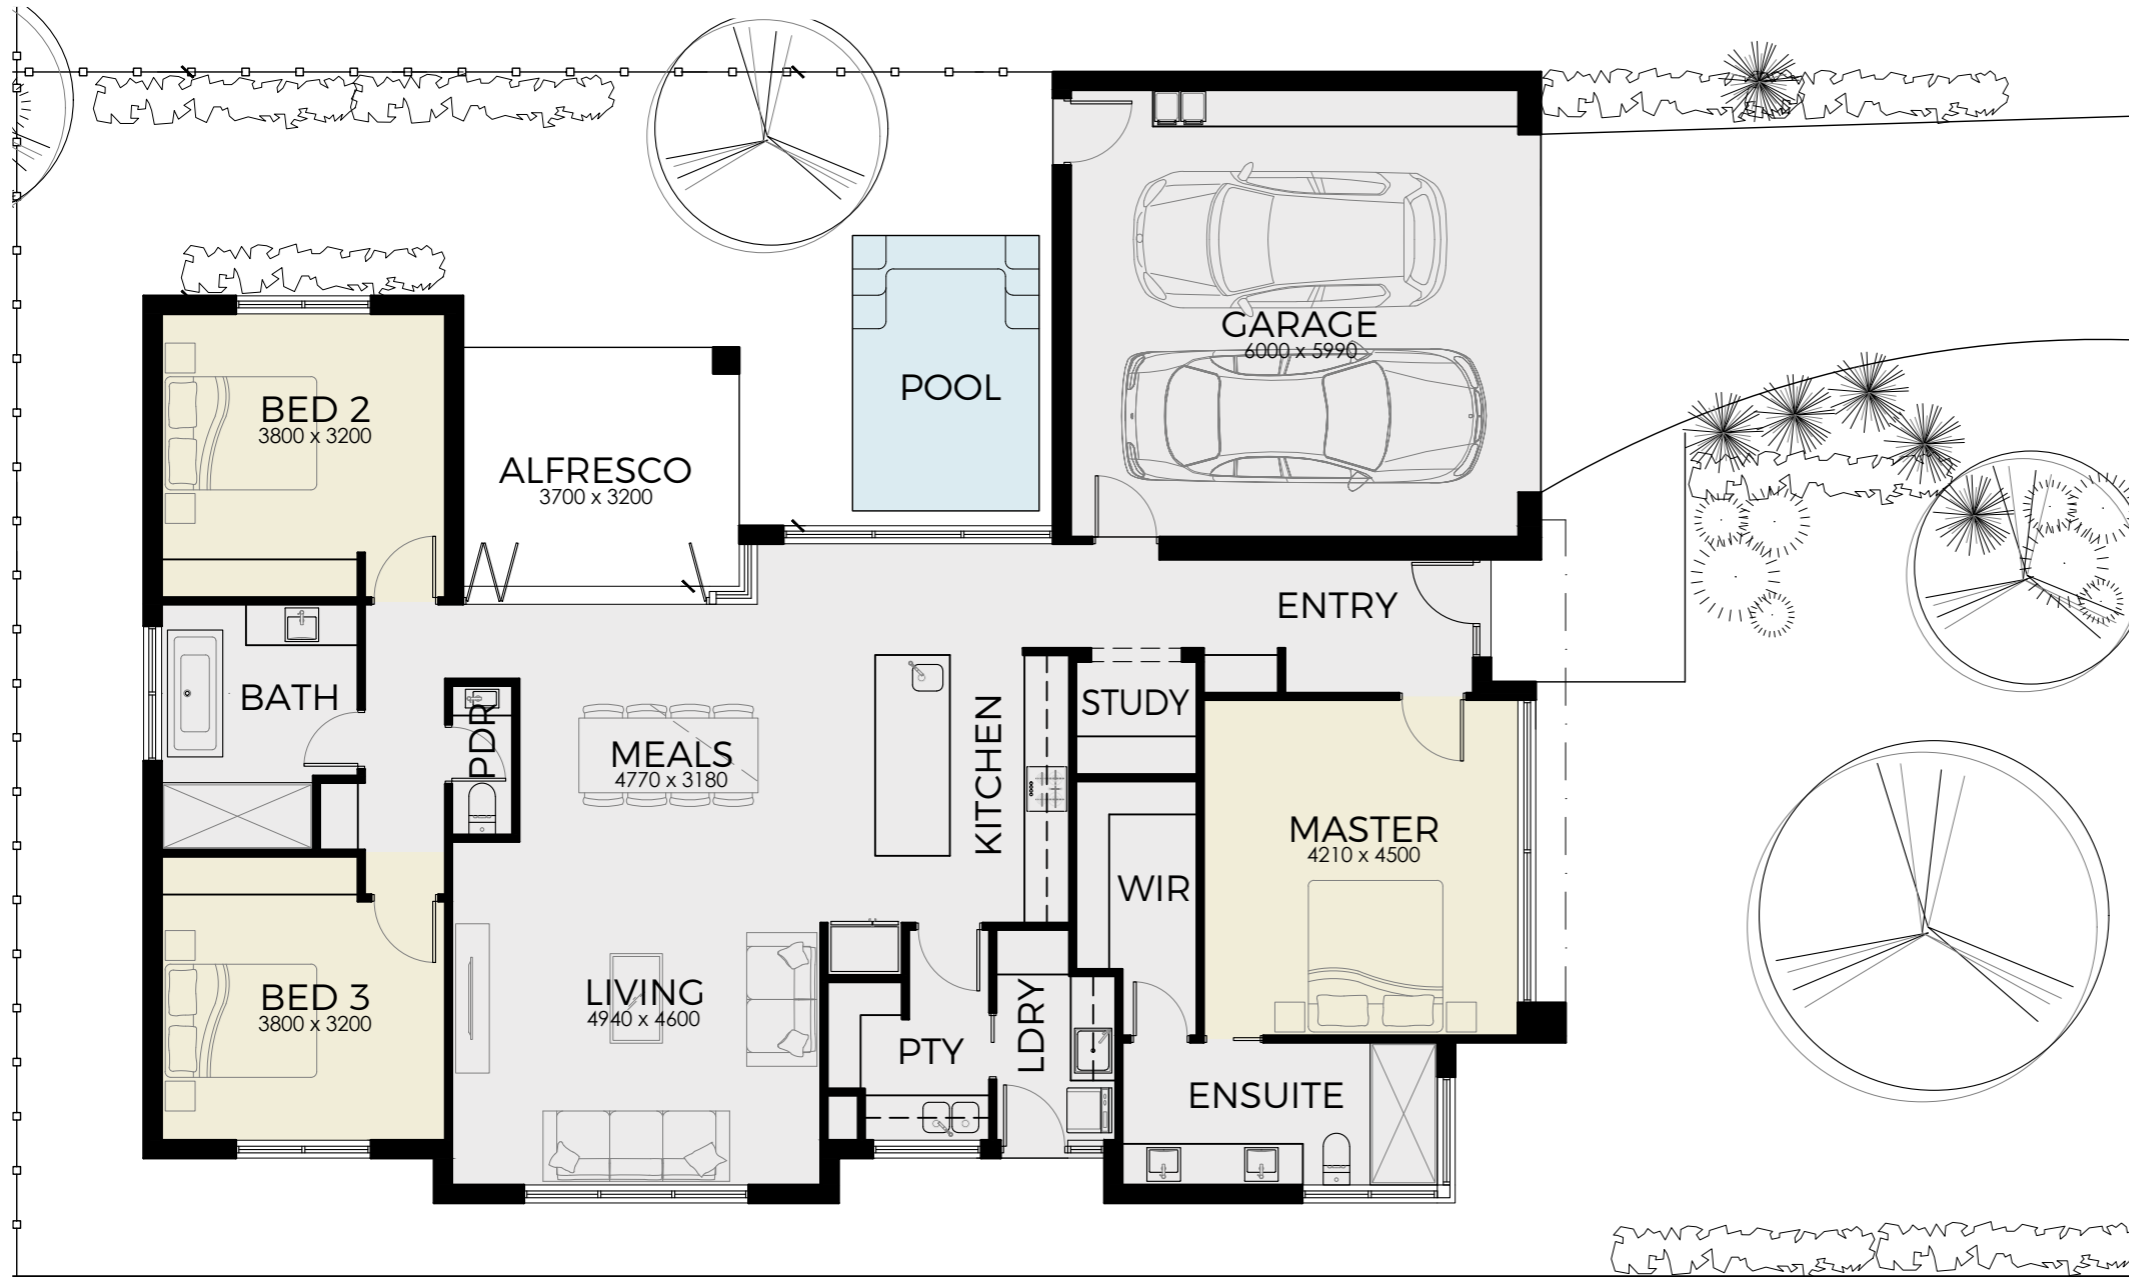 GARAGE
6000 x 5990
POOL
BED 2
3800 x 3200
ALFRESCO
3700 x 3200
ENTRY
BATH
PDR
MEALS
4770 x 3180
KITCHEN
STUDY
MASTER
4210 x 4500
WIR
BED 3
3800 x 3200
LIVING
4940 x 4600
PTY
LDRY
ENSUITE